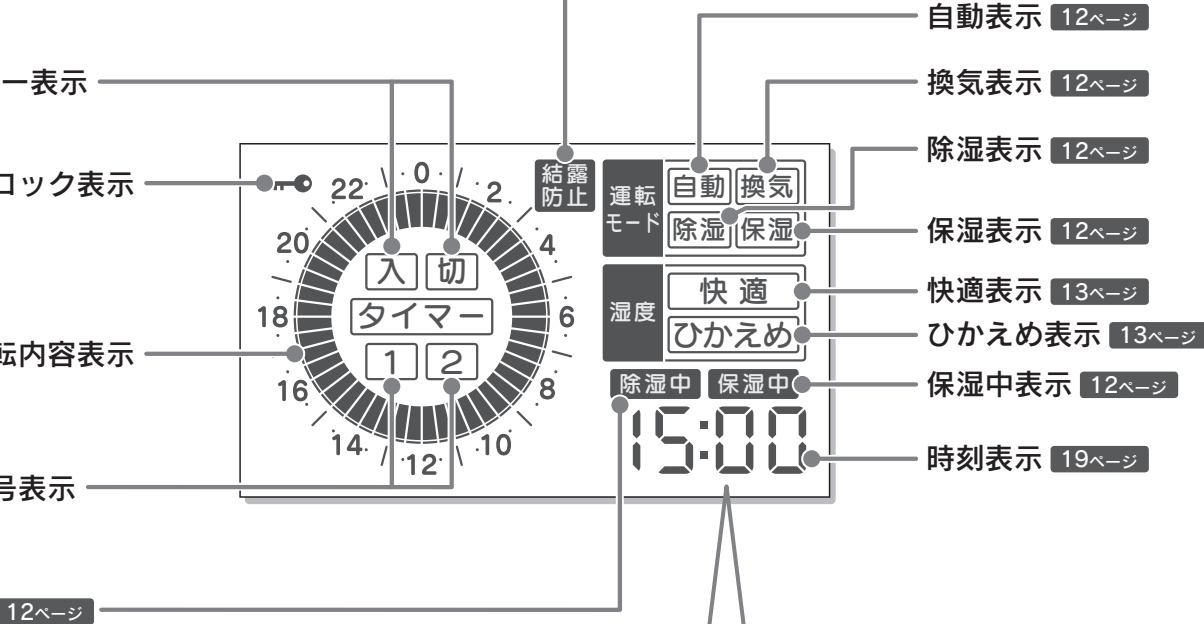 自動表示 12ページ
ー表示
換気表示 12ページ
除湿表示 12ページ
ロック表示
保湿表示 12ページ
快適表示 13ページ
ひかえめ表示 13ページ
転内容表示
保湿中表示 12ページ
時刻表示 19ページ
号表示
12ページ
0
2
4
6
8
10
12
14
16
18
20
22
入 切
タイマー
1 2
結露
防止
運転
モード
自動 換気
除湿 保湿
湿度
快適
ひかえめ
除湿中 保湿中
15:00